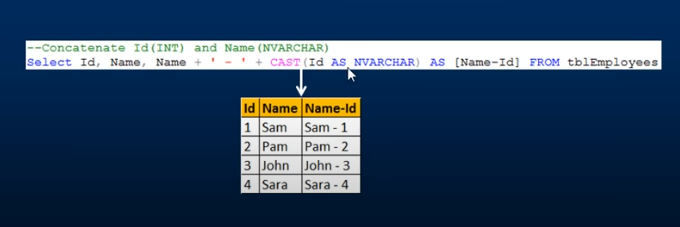 --Concatenate Id(INT) and Name(NVARCHAR)
Select Id, Name, Name + ' - ' + CAST(Id AS NVARCHAR) AS [Name-Id] FROM tblEmployees
Id Name Name-Id
1 Sam Sam - 1
2 Pam Pam - 2
3 John John - 3
4 Sara Sara - 4